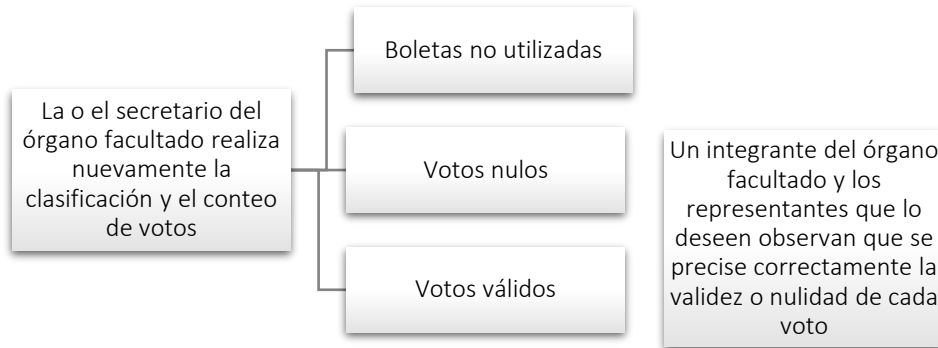 La o el secretario del
órgano facultado realiza
nuevamente la
clasificación y el conteo
de votos
Boletas no utilizadas
Votos nulos
Votos válidos
Un integrante del órgano
facultado y los
representantes que lo
deseen observan que se
precise correctamente la
validez o nulidad de cada
voto